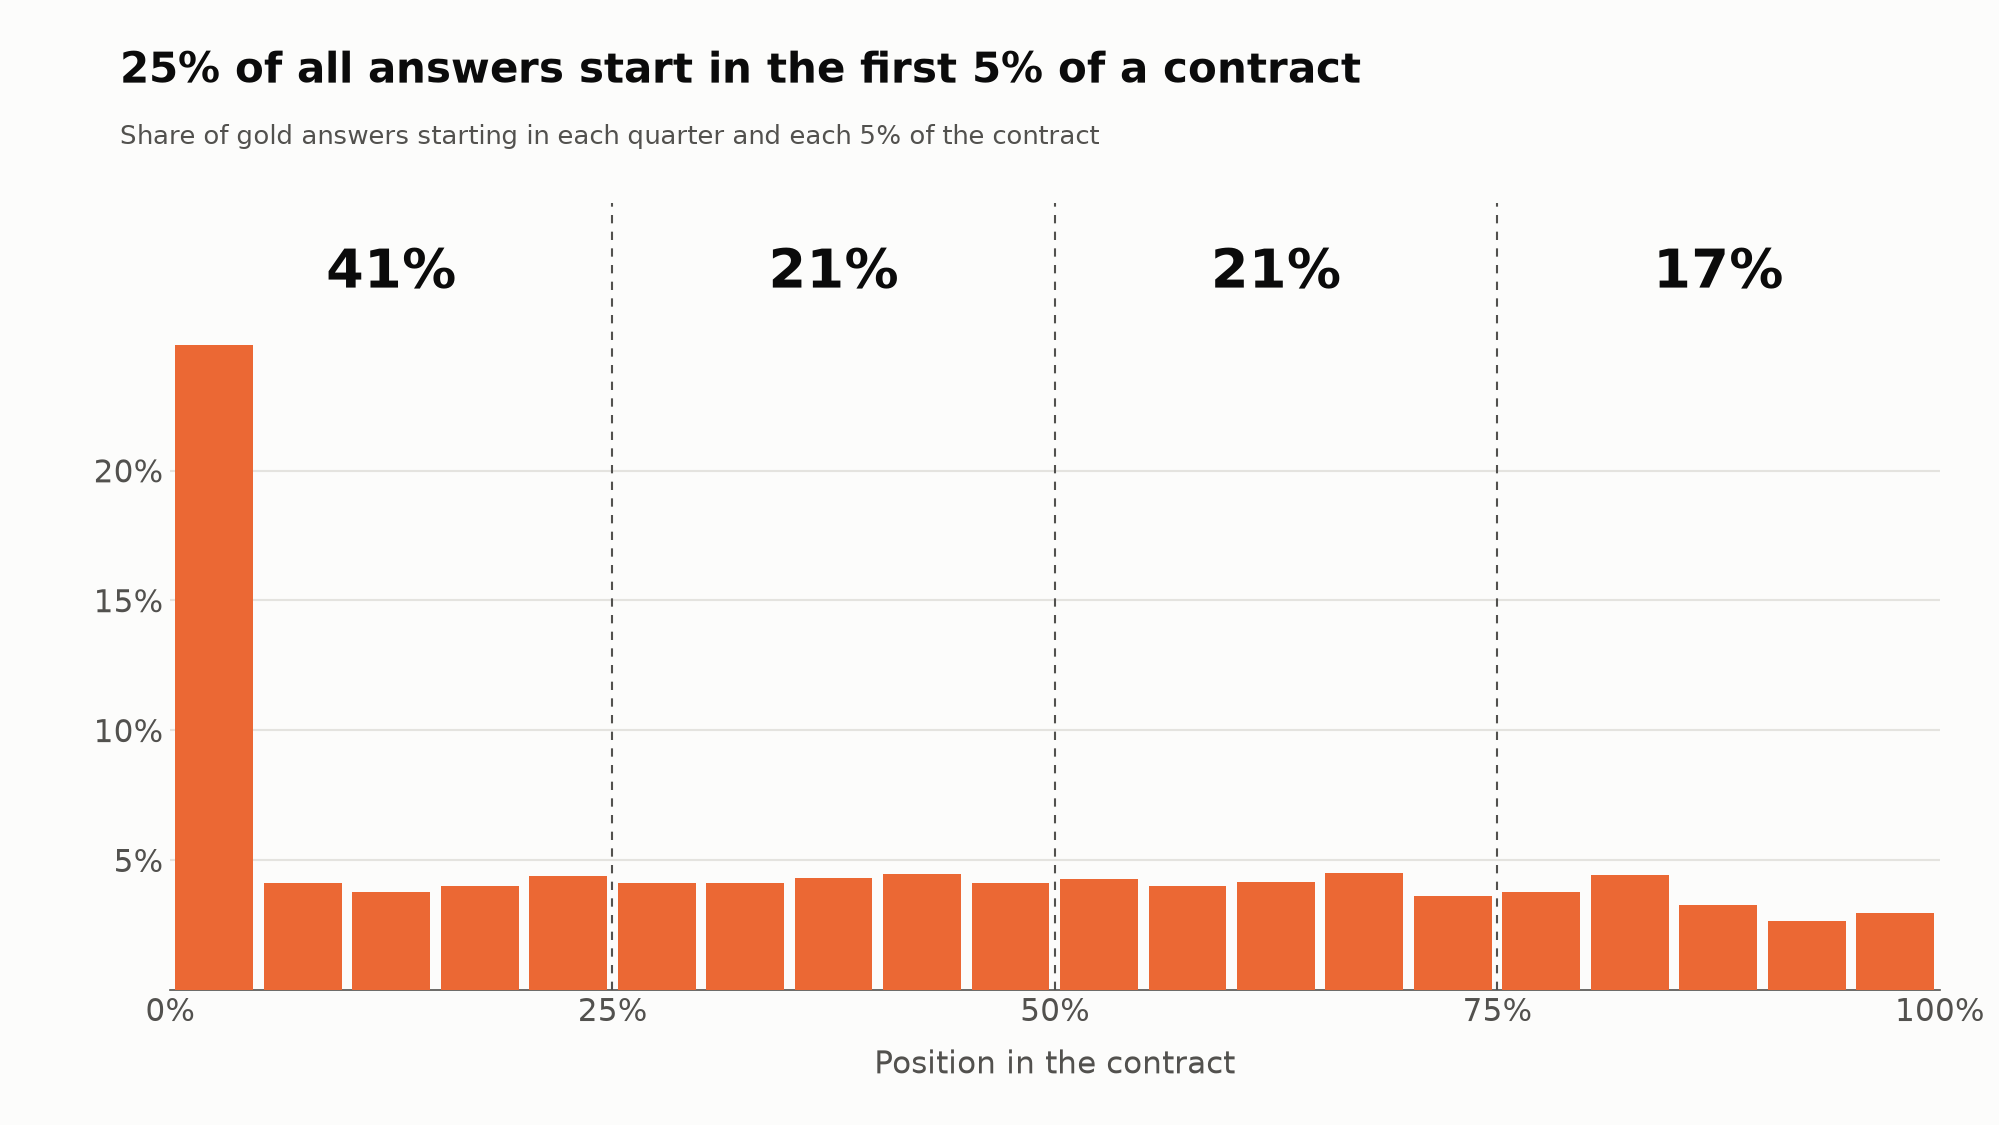 25% of all answers start in the first 5% of a contract
Share of gold answers starting in each quarter and each 5% of the contract
41% 21% 21% 17%
20%
15%
10%
5%
0% 25% 50% 75% 100%
Position in the contract